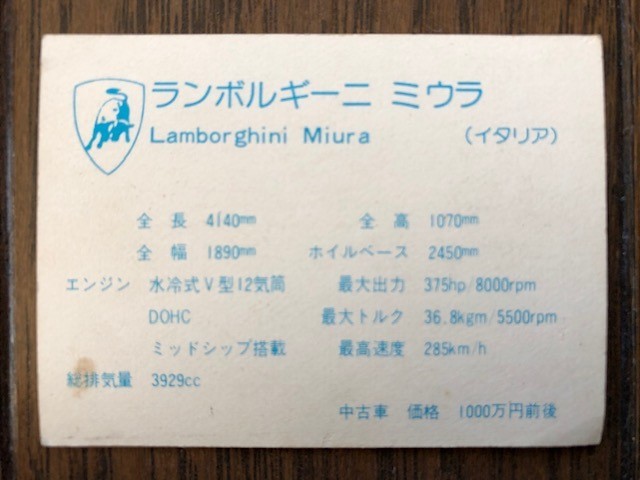 ランボルギーニ ミウラ
Lamborghini Miura (イタリア)
全長 4140mm 全高 1070mm
全幅 1890mm ホイルベース 2450mm
エンジン 水冷式V型12気筒 最大出力 375hp/8000rpm
DOHC 最大トルク 36.8kgm/5500rpm
ミッドシップ搭載 最高速度 285km/h
総排気量 3929cc
中古車 価格 1000万円前後